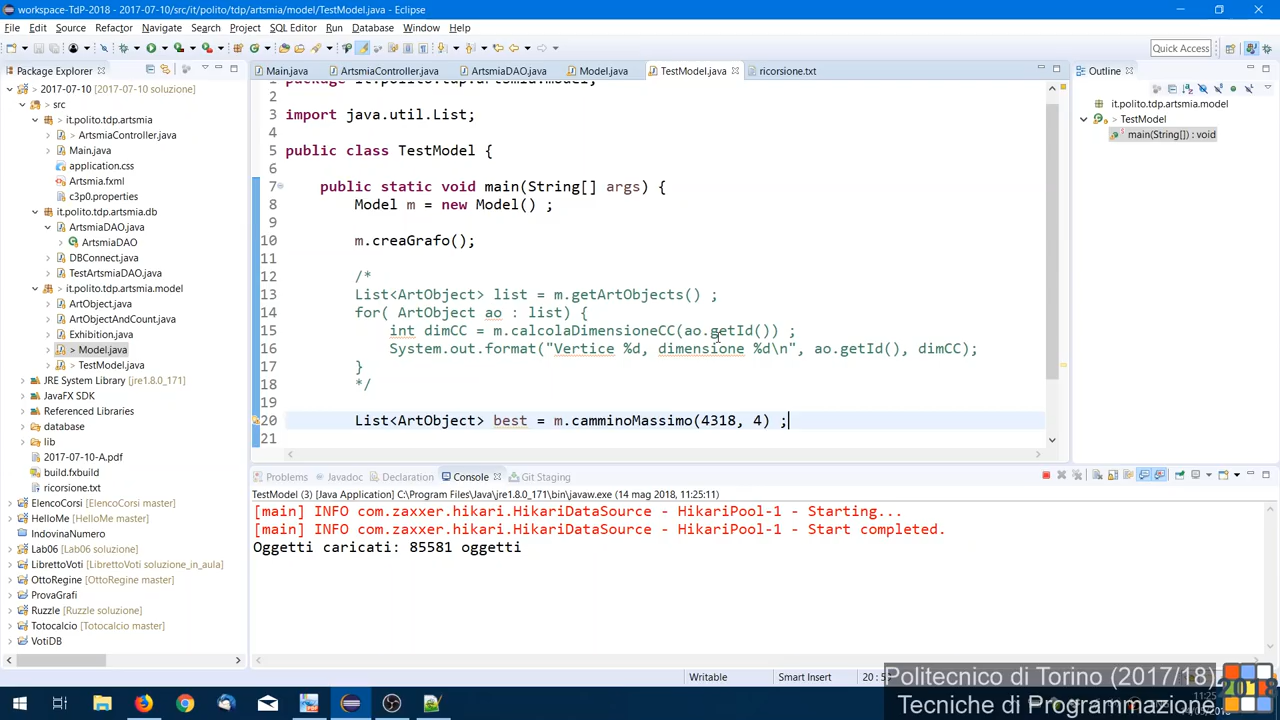 workspace-TdP-2018 - 2017-07-10/src/it/polito/tdp/artsmia/model/TestModel.java - Eclipse
File Edit Source Refactor Navigate Search Project SQL Editor Run Database Window Help
Quick Access
Package Explorer
Main.java
ArtsmiaController.java
ArtsmiaDAO.java
Model.java
TestModel.java
ricorsione.txt
Outline
2017-07-10 (2018 soluzione)
src
it.polito.tdp.artsmia
> ArtsmiaController.java
Main.java
application.css
Artsmia.fxml
c3p0.properties
it.polito.tdp.artsmia.db
ArtsmiaDAO.java
ArtsmiaDAO
DBConnect.java
TestArtsmiaDAO.java
> it.polito.tdp.artsmia.model
ArtObject.java
ArtObjectAndCount.java
Exhibition.java
> Model.java
> TestModel.java
JRE System Library [jre1.8.0_171]
JavaFX SDK
Referenced Libraries
database
lib
2017-07-10-A.pdf
build.fxbuild
ricorsione.txt
ElencoCorsi [ElencoCorsi master]
HelloMe [HelloMe master]
IndovinaNumero
Lab06 [Lab06 soluzione]
LibrettoVoti [LibrettoVoti soluzione_in_aula]
OttoRegine [OttoRegine master]
ProvaGrafi
Ruzzle [Ruzzle soluzione]
Totocalcio [Totocalcio master]
VotiDB
1 package it.polito.tdp.artsmia.model;
2
3 import java.util.List;
4
5 public class TestModel {
6
7 public static void main(String[] args) {
8 Model m = new Model() ;
9
10 m.creaGrafo();
11
12 /*
13 List<ArtObject> list = m.getArtObjects() ;
14 for( ArtObject ao : list) {
15 int dimCC = m.calcolaDimensioneCC(ao.getId()) ;
16 System.out.format("Vertice %d, dimensione %d\n", ao.getId(), dimCC);
17 }
18 */
19
20 List<ArtObject> best = m.camminoMassimo(4318, 4) ;
21
it.polito.tdp.artsmia.model
> TestModel
main(String[]) : void
Problems Javadoc Declaration Console Git Staging
TestModel (3) [Java Application] C:\Program Files\Java\jre1.8.0_171\bin\javaw.exe (14 mag 2018, 11:25:11)
[main] INFO com.zaxxer.hikari.HikariDataSource - HikariPool-1 - Starting...
[main] INFO com.zaxxer.hikari.HikariDataSource - HikariPool-1 - Start completed.
Oggetti caricati: 85581 oggetti
Writable
Smart Insert
Politecnico di Torino (2017/18)
Tecniche di Programmazione
2018
11:25